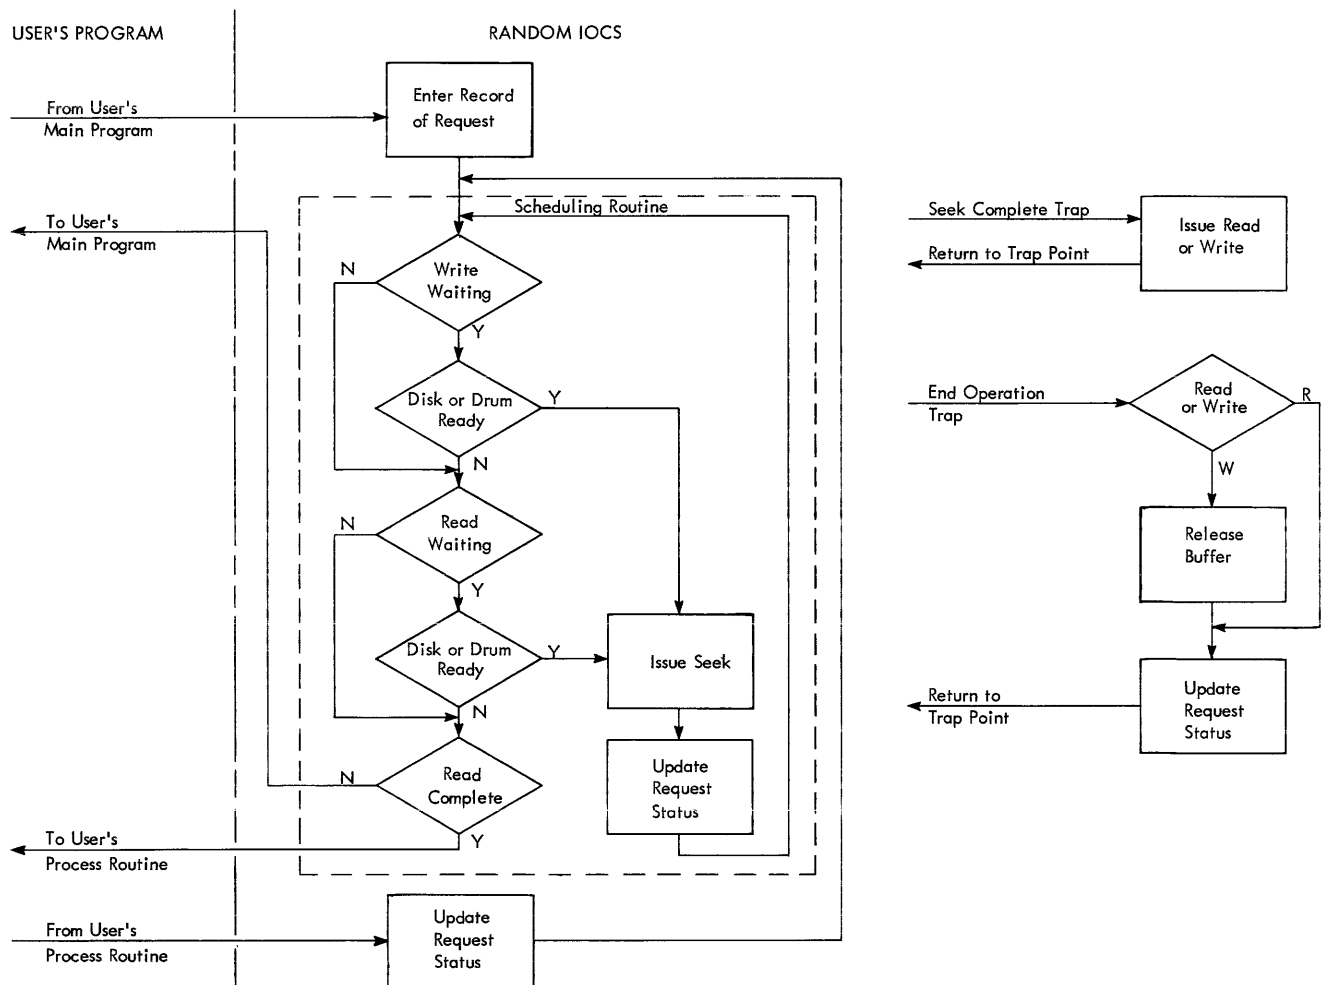 USER'S PROGRAM
RANDOM IOCS
Enter Record
of Request
From User's
Main Program
Scheduling Routine
To User's
Main Program
Write
Waiting
N
Y
Disk or Drum
Ready
Y
N
Read
Waiting
N
Y
Disk or Drum
Ready
Y
N
Issue Seek
Update
Request
Status
Read
Complete
N
Y
To User's
Process Routine
From User's
Process Routine
Update
Request
Status
Seek Complete Trap
Return to Trap Point
Issue Read
or Write
End Operation
Trap
Read
or Write
R
W
Release
Buffer
Return to
Trap Point
Update
Request
Status